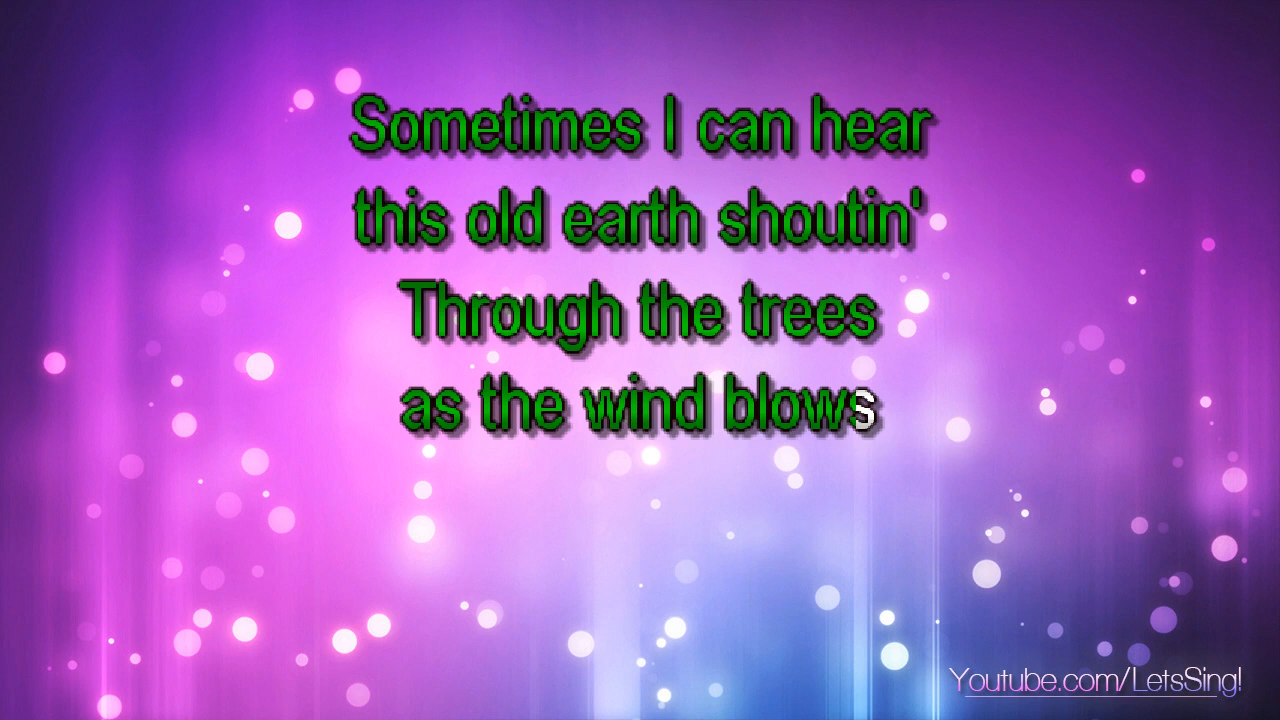 Sometimes I can hear
this old earth shoutin'
Through the trees
as the wind blows
Youtube.com/LetsSing!